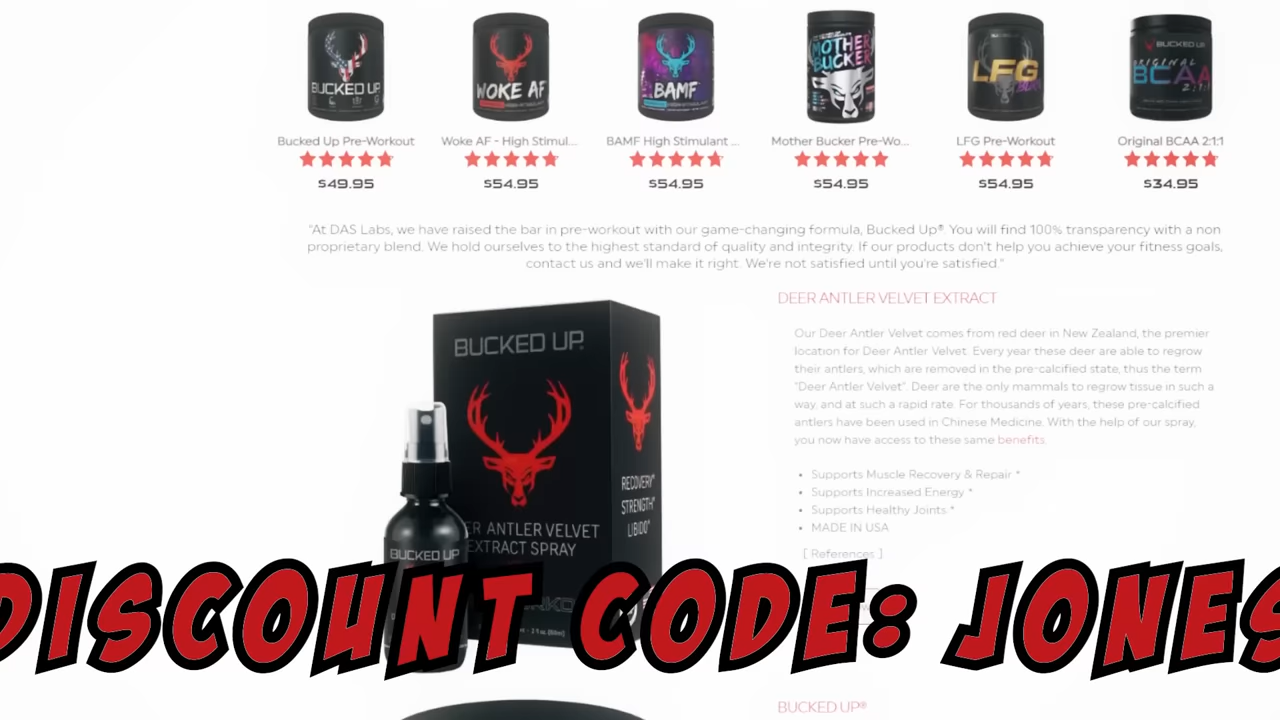 BUCKED UP
WOKE AF
BAMF
MOTHER BUCKER
LFG
BUCKED UP
ORIGINAL
BCAA
2:1:1
Bucked Up Pre-Workout
Woke AF - High Stimul...
BAMF High Stimulant ...
Mother Bucker Pre-Wo...
LFG Pre-Workout
Original BCAA 2:1:1
$49.95
$54.95
$54.95
$54.95
$54.95
$34.95
"At DAS Labs, we have raised the bar in pre-workout with our game-changing formula, Bucked Up® You will find 100% transparency with a non
proprietary blend. We hold ourselves to the highest standard of quality and integrity. If our products don't help you achieve your fitness goals,
contact us and we'll make it right. We're not satisfied until you're satisfied."
DEER ANTLER VELVET EXTRACT
Our Deer Antler Velvet comes from red deer in New Zealand, the premier
location for Deer Antler Velvet. Every year these deer are able to regrow
their antlers, which are removed in the pre-calcified state, thus the term
"Deer Antler Velvet". Deer are the only mammals to regrow tissue in such a
way, and at such a rapid rate. For thousands of years, these pre-calcified
antlers have been used in Chinese Medicine. With the help of our spray,
you now have access to these same benefits.
• Supports Muscle Recovery & Repair *
• Supports Increased Energy *
• Supports Healthy Joints *
• MADE IN USA
[ References ]
BUCKED UP
RECOVERY*
STRENGTH*
LIBIDO*
ER ANTLER VELVET
EXTRACT SPRAY
BUCKED UP
DISCOUNT CODE: JONES
BUCKED UP®